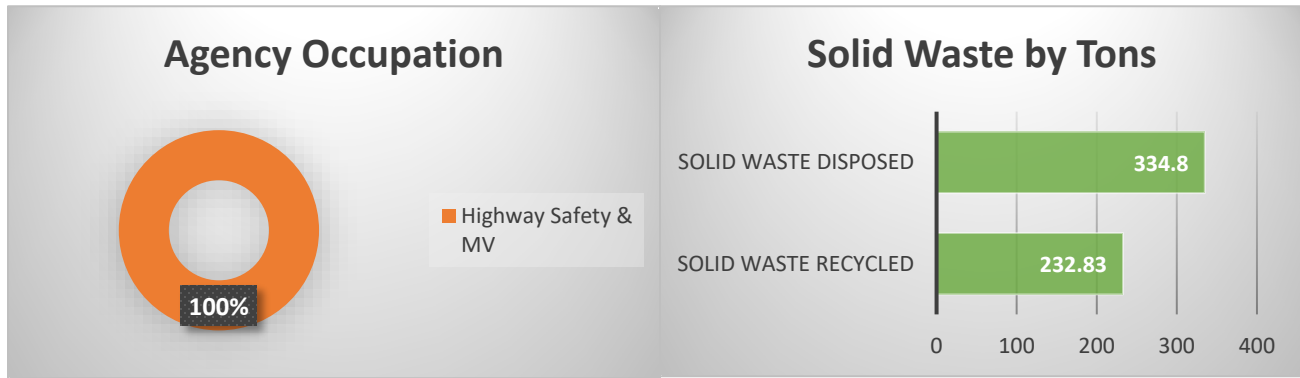 Agency Occupation
Highway Safety &
MV
100%
Solid Waste by Tons
SOLID WASTE DISPOSED
334.8
SOLID WASTE RECYCLED
232.83
0 100 200 300 400